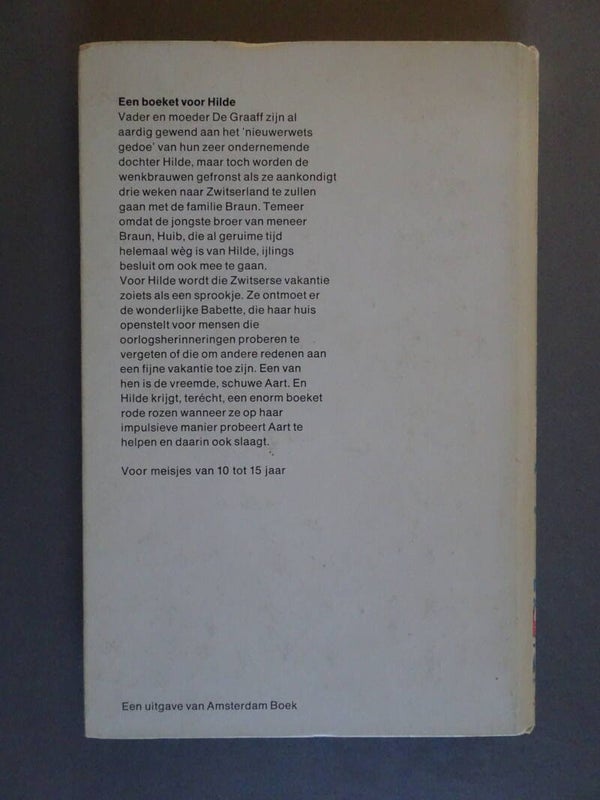 Een boeket voor Hilde
Vader en moeder De Graaff zijn al
aardig gewend aan het 'nieuwerwets
gedoe' van hun zeer ondernemende
dochter Hilde, maar toch worden de
wenkbrauwen gefronst als ze aankondigt
drie weken naar Zwitserland te zullen
gaan met de familie Braun. Temeer
omdat de jongste broer van meneer
Braun, Huib, die al geruime tijd
helemaal wèg is van Hilde, ijlings
besluit om ook mee te gaan.
Voor Hilde wordt die Zwitserse vakantie
zoiets als een sprookje. Ze ontmoet er
de wonderlijke Babette, die haar huis
openstelt voor mensen die
oorlogsherinneringen proberen te
vergeten of die om andere redenen aan
een fijne vakantie toe zijn. Een van
hen is de vreemde, schuwe Aart. En
Hilde krijgt, terécht, een enorm boeket
rode rozen wanneer ze op haar
impulsieve manier probeert Aart te
helpen en daarin ook slaagt.
Voor meisjes van 10 tot 15 jaar
Een uitgave van Amsterdam Boek